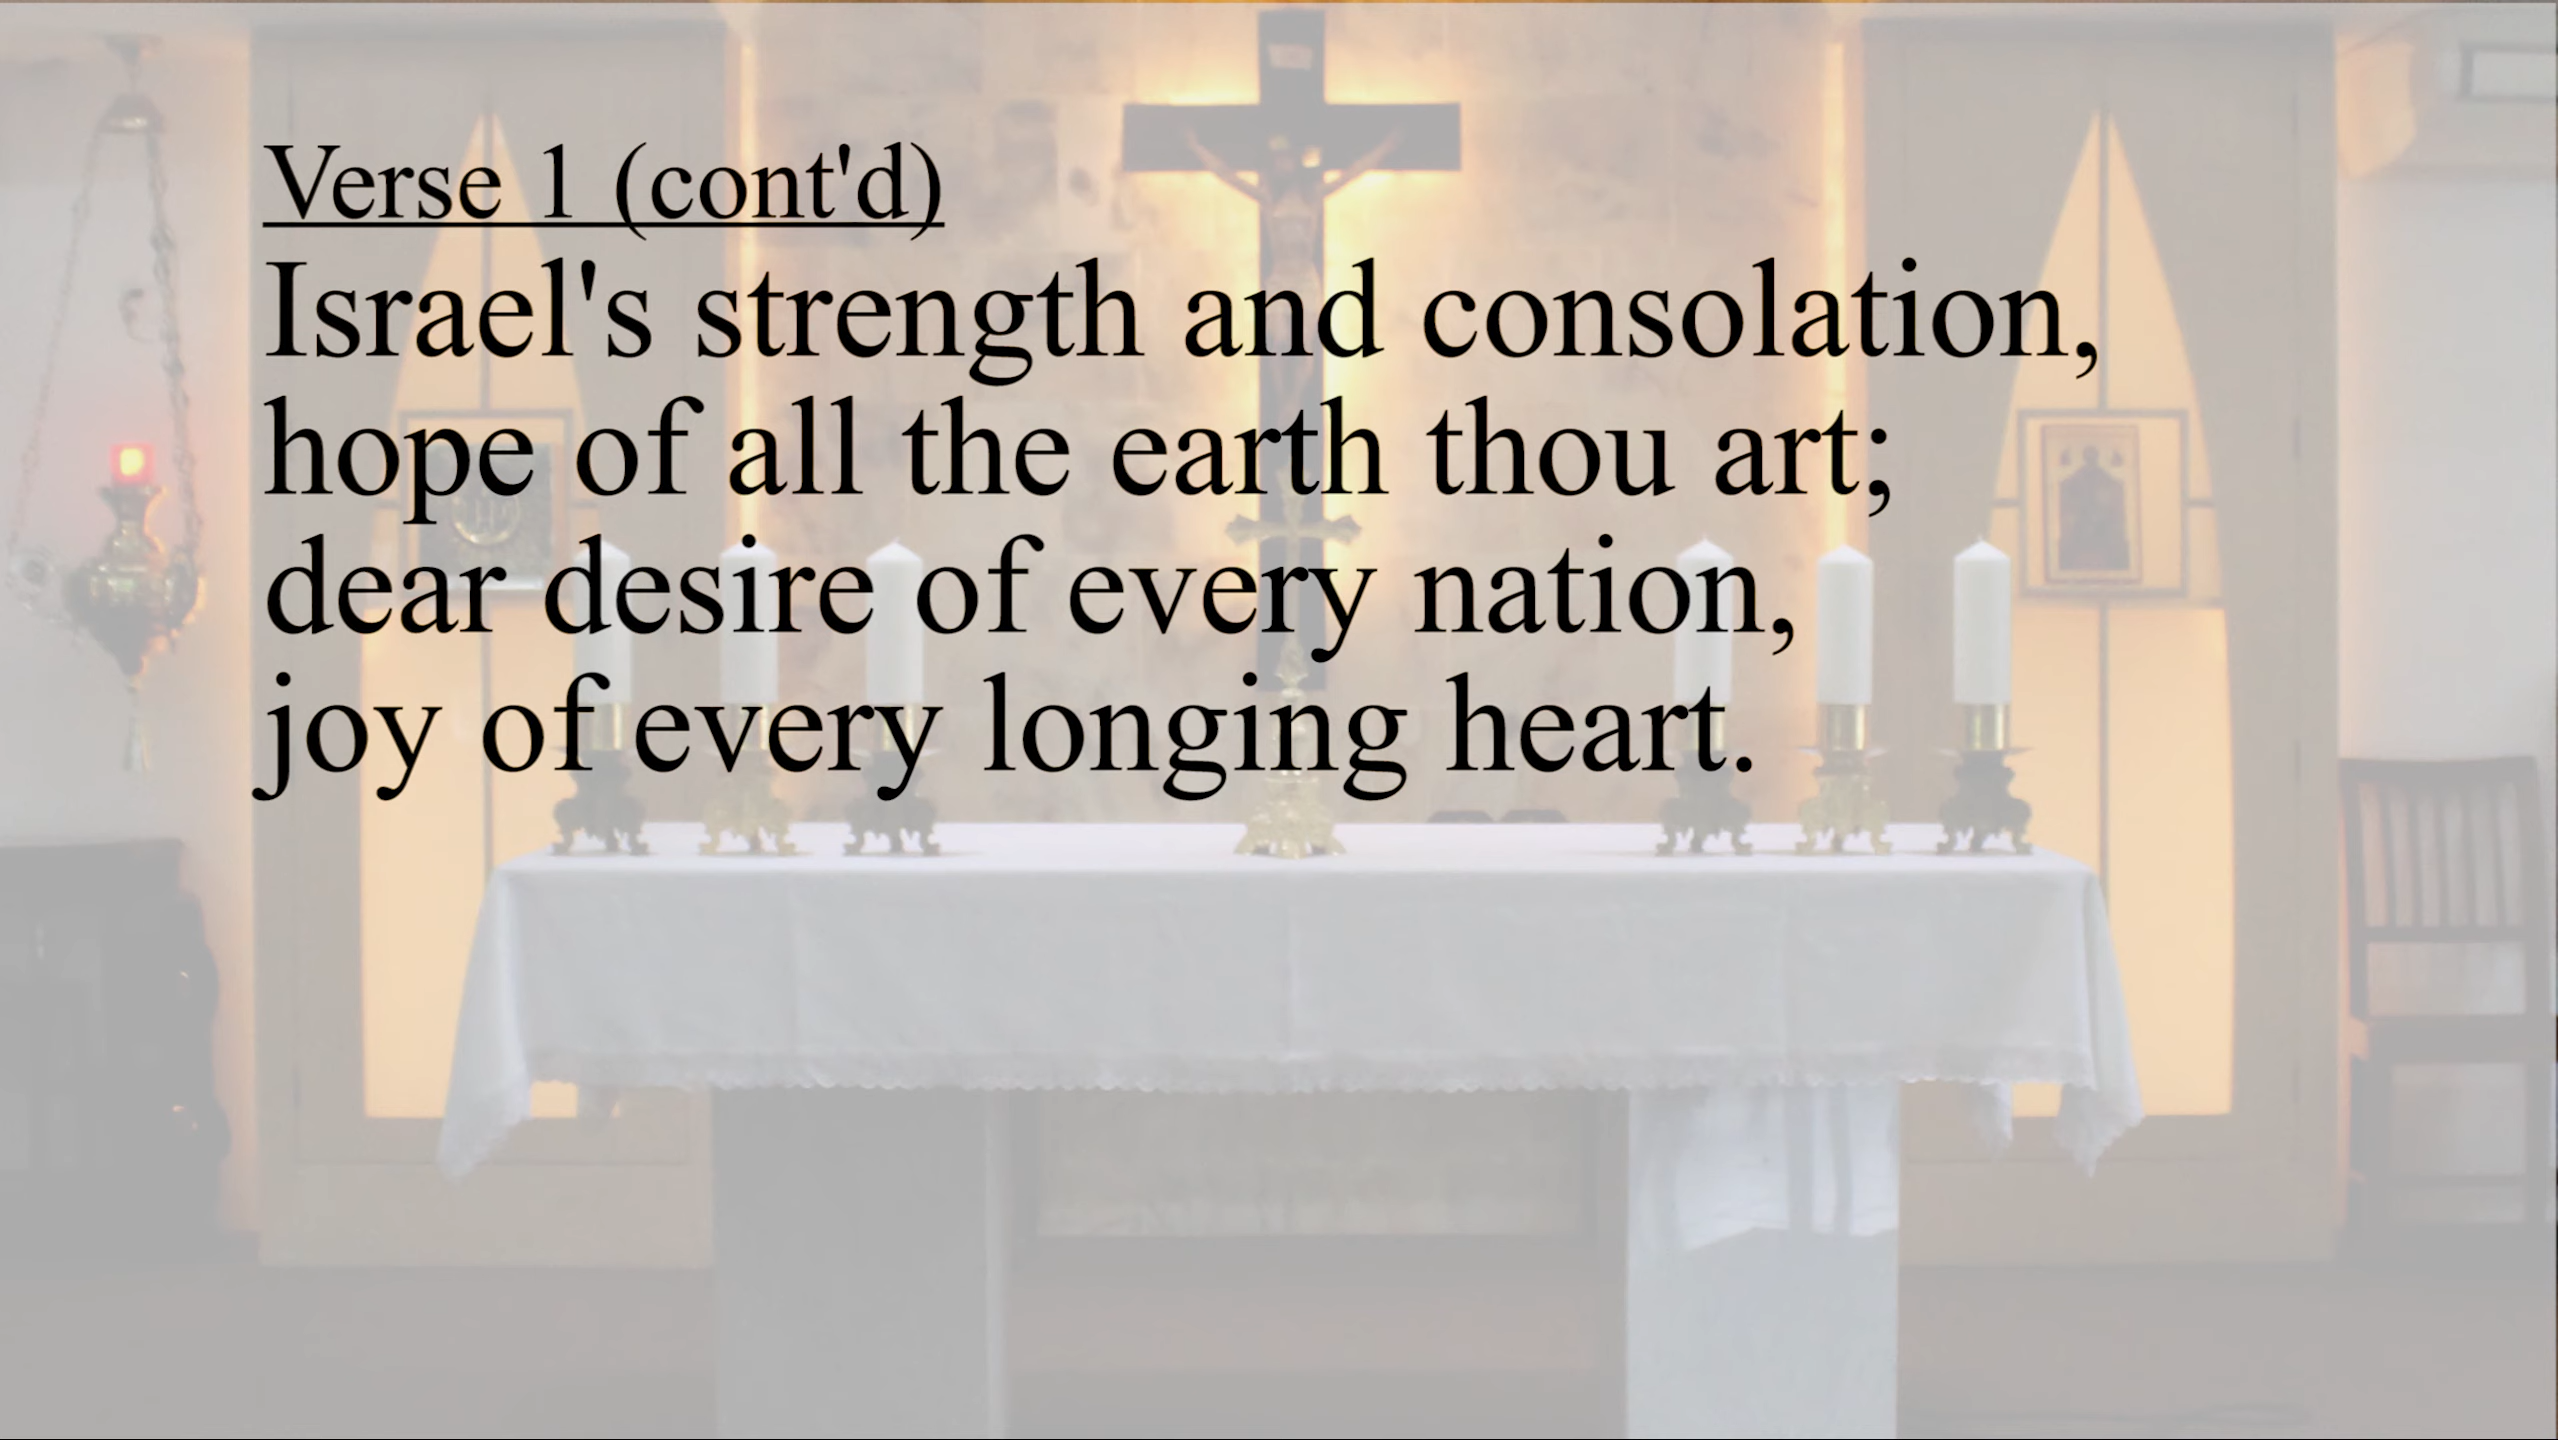 Verse 1 (cont'd)
Israel's strength and consolation,
hope of all the earth thou art;
dear desire of every nation,
joy of every longing heart.